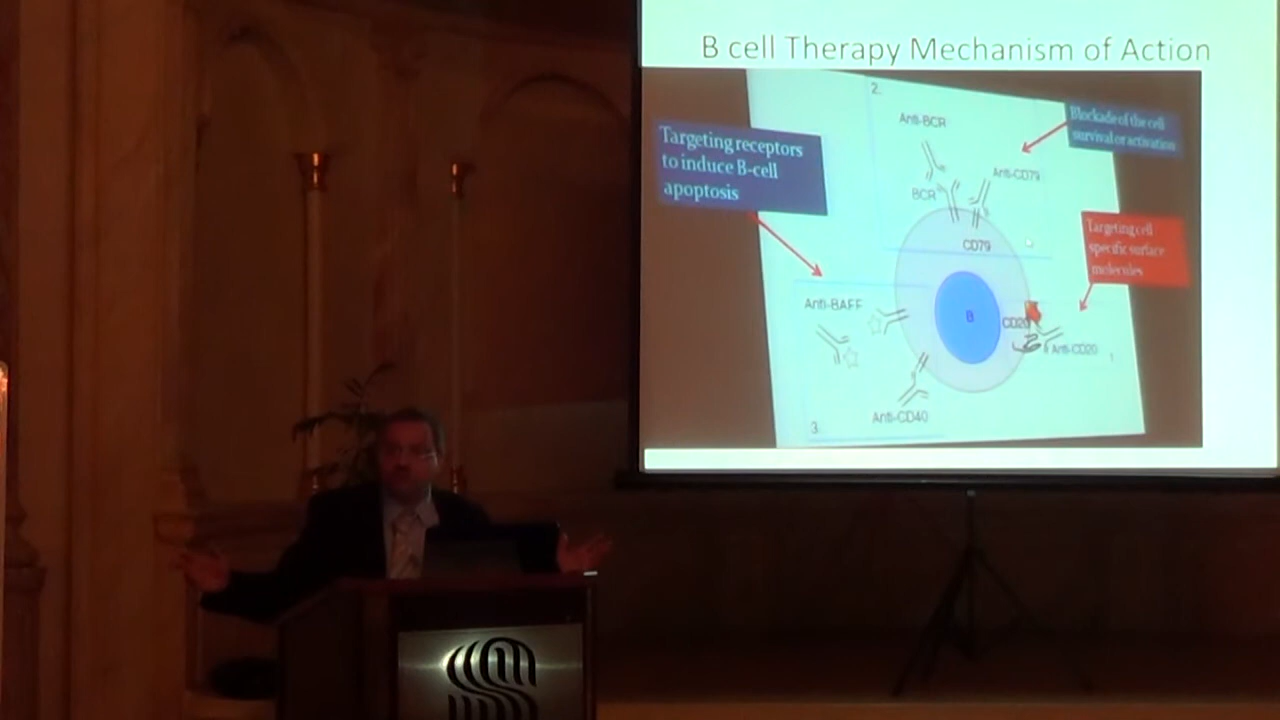 B cell Therapy Mechanism of Action
2.
Anti-BCR
Blockade of the cell
survival or activation
Targeting receptors
to induce B-cell
apoptosis
Anti-CD79
BCR
CD79
Targeting cell
specific surface
molecules
Anti-BAFF
B
CD20
Anti-CD20
1
Anti-CD40
3.
S